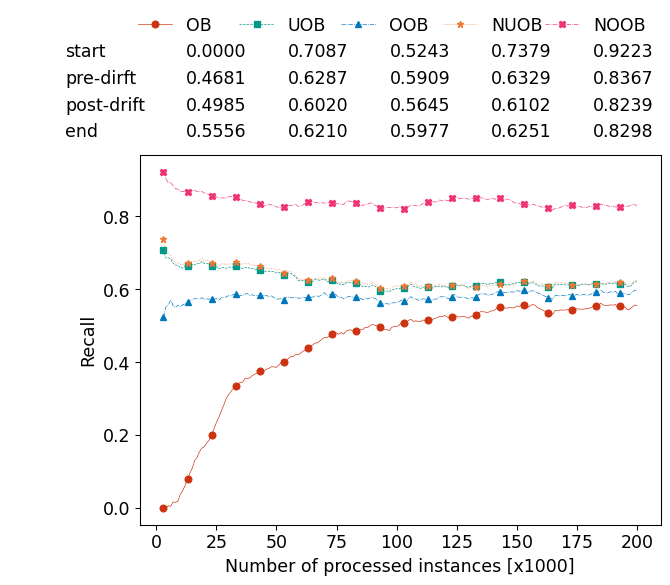 OB UOB OOB NUOB NOOB
start 0.0000 0.7087 0.5243 0.7379 0.9223
pre-dirft 0.4681 0.6287 0.5909 0.6329 0.8367
post-drift 0.4985 0.6020 0.5645 0.6102 0.8239
end 0.5556 0.6210 0.5977 0.6251 0.8298
0.8
0.6
0.4
0.2
0.0
Recall
0 25 50 75 100 125 150 175 200
Number of processed instances [x1000]